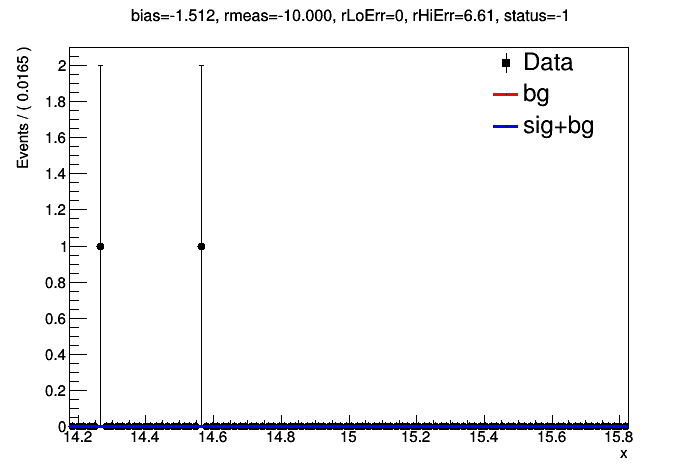 bias=-1.512, rmeas=-10.000, rLoErr=0, rHiErr=6.61, status=-1
Events / ( 0.0165 )
Data
bg
sig+bg
2
1.8
1.6
1.4
1.2
1
0.8
0.6
0.4
0.2
0
14.2 14.4 14.6 14.8 15 15.2 15.4 15.6 15.8
x